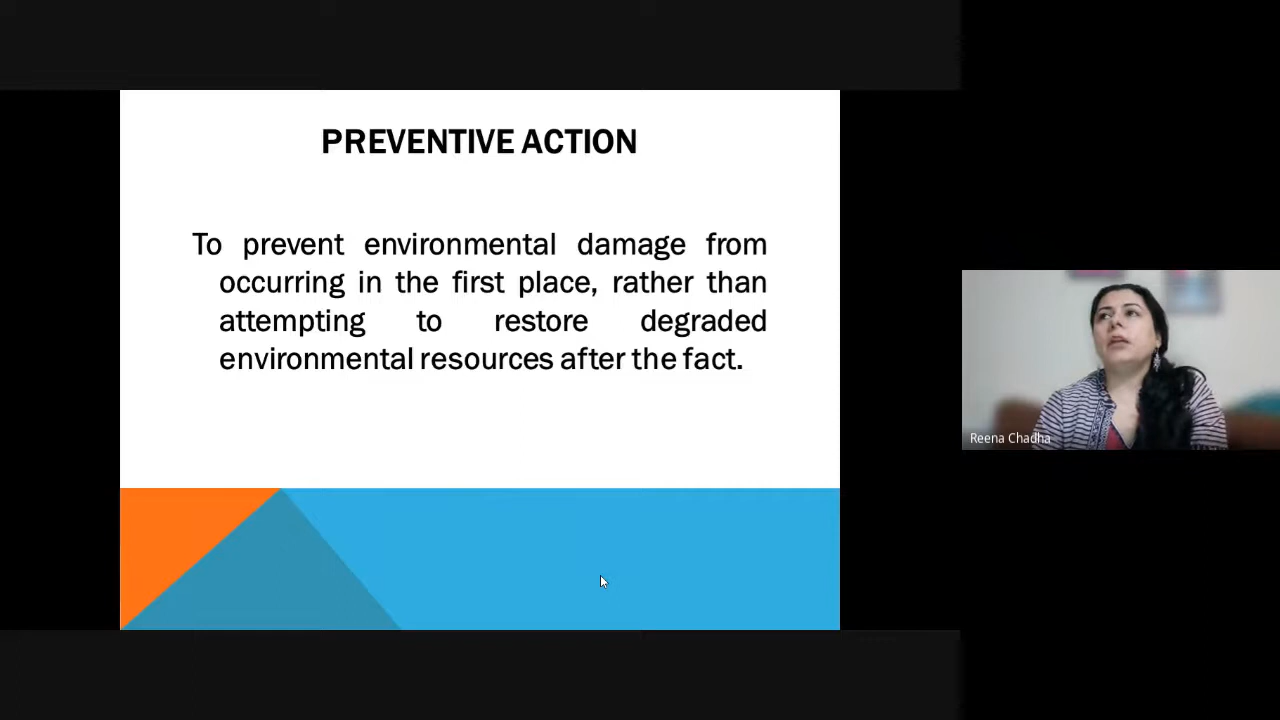 PREVENTIVE ACTION
To prevent environmental damage from
occurring in the first place, rather than
attempting to restore degraded
environmental resources after the fact.
Reena Chadha